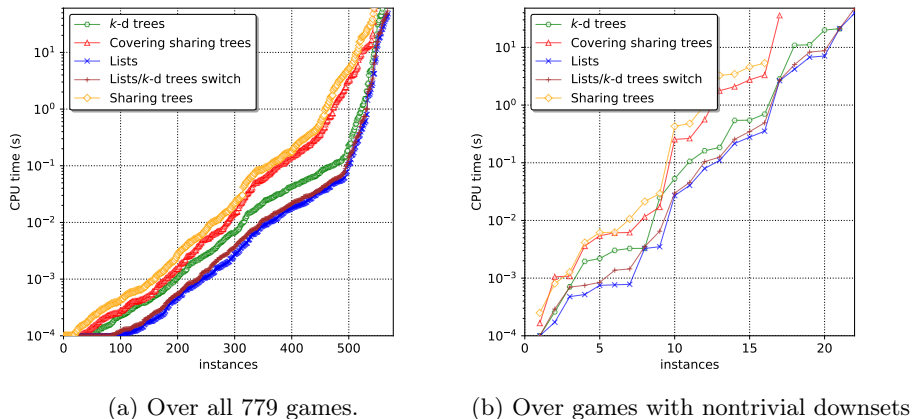 k-d trees
Covering sharing trees
Lists
Lists/k-d trees switch
Sharing trees
CPU time (s)
10^1
10^0
10^−1
10^−2
10^−3
10^−4
0 100 200 300 400 500
instances
(a) Over all 779 games.
k-d trees
Covering sharing trees
Lists
Lists/k-d trees switch
Sharing trees
CPU time (s)
10^1
10^0
10^−1
10^−2
10^−3
10^−4
0 5 10 15 20
instances
(b) Over games with nontrivial downsets